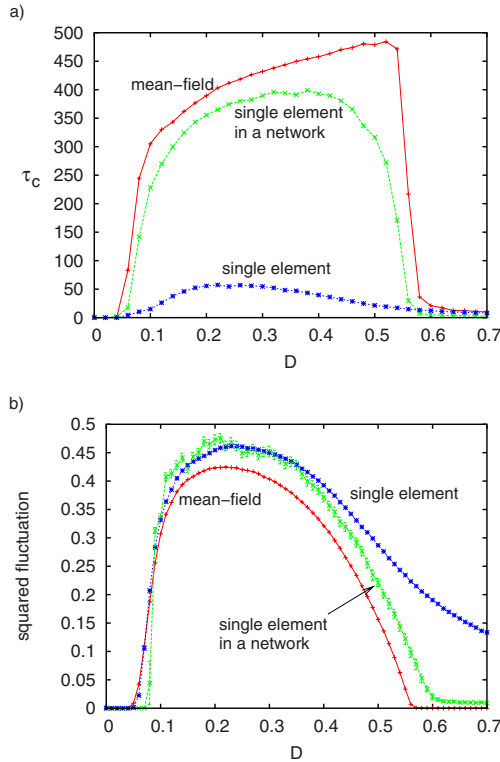 a)
500
450
400
350
300
250
200
150
100
50
0
τc
mean-field
single element
in a network
single element
0 0.1 0.2 0.3 0.4 0.5 0.6 0.7
D
b)
0.5
0.45
0.4
0.35
0.3
0.25
0.2
0.15
0.1
0.05
0
squared fluctuation
mean-field
single element
single element
in a network
0 0.1 0.2 0.3 0.4 0.5 0.6 0.7
D